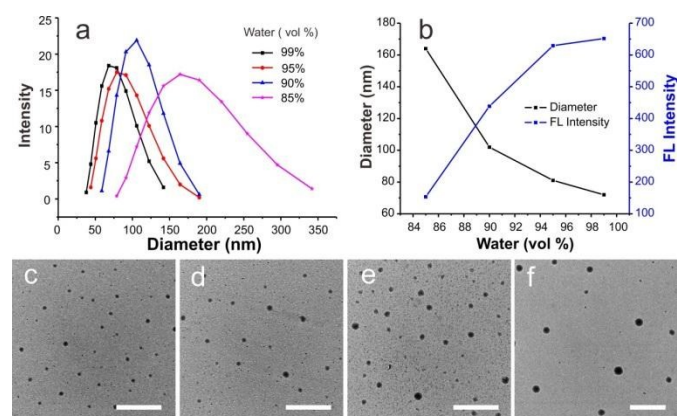 a
Water ( vol %)
99%
95%
90%
85%
Intensity
25
20
15
10
5
0
0 50 100 150 200 250 300 350
Diameter (nm)
b
Diameter
FL Intensity
Diameter (nm)
180
160
140
120
100
80
60
84 86 88 90 92 94 96 98 100
Water (vol %)
700
600
500
400
300
200
100
FL Intensity
c
d
e
f